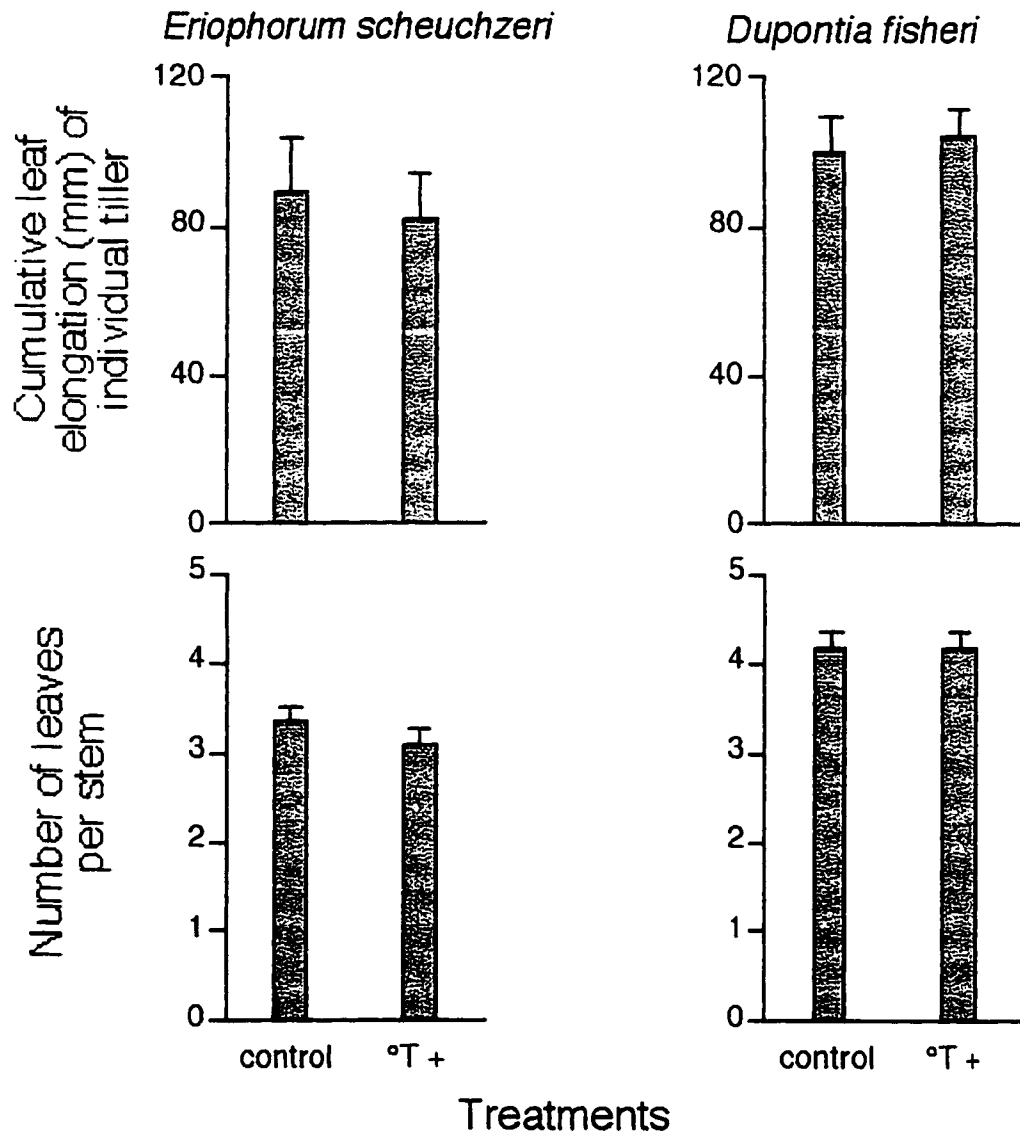 Eriophorum scheuchzeri
Dupontia fisheri
Cumulative leaf
elongation (mm) of
individual tiller
120
80
40
0
120
80
40
0
Number of leaves
per stem
5
4
3
2
1
0
control
°T +
5
4
3
2
1
0
control
°T +
Treatments